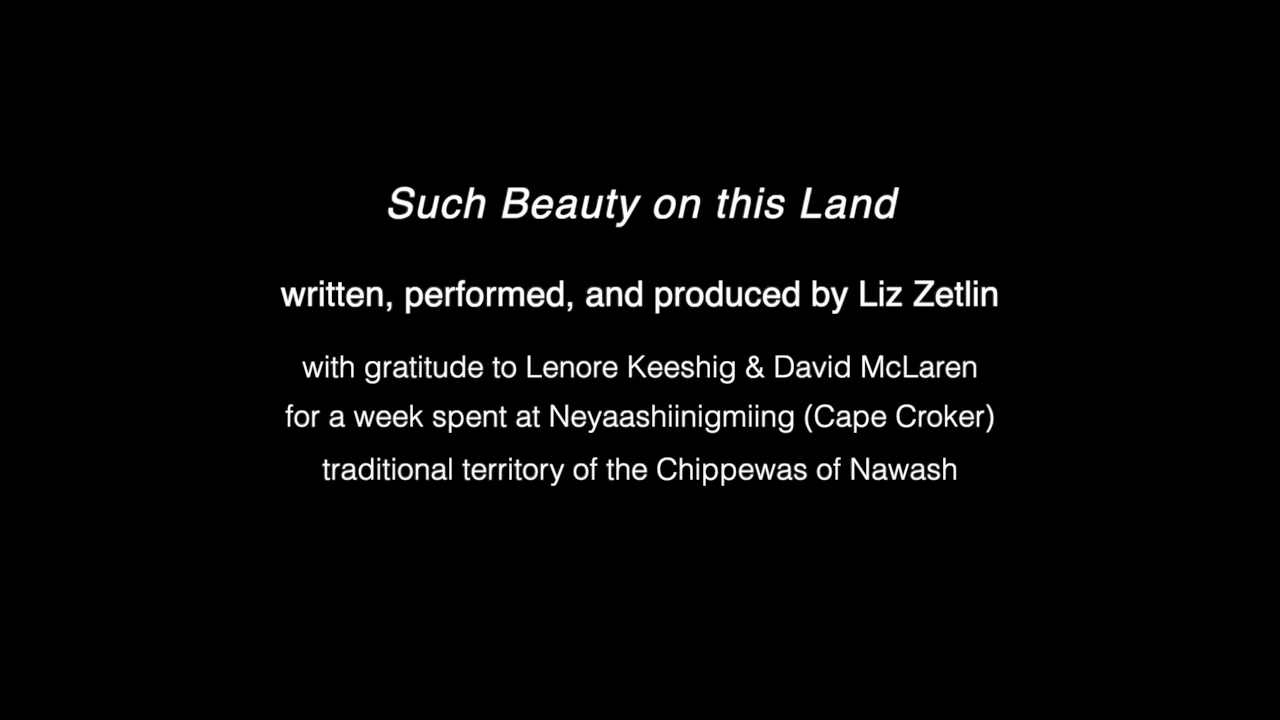 Such Beauty on this Land
written, performed, and produced by Liz Zetlin
with gratitude to Lenore Keeshig & David McLaren
for a week spent at Neyaashiinigmiing (Cape Croker)
traditional territory of the Chippewas of Nawash